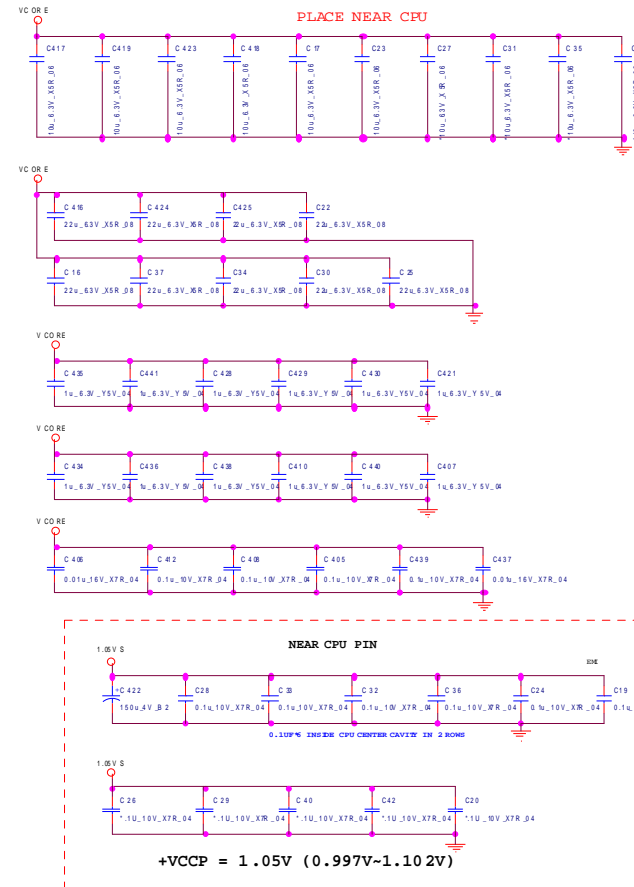 VCORE
PLACE NEAR CPU
C417 C419 C423 C418 C17 C23 C27 C31 C35 C
10u_6.3V_X5R_06 10u_6.3V_X5R_06 10u_6.3V_X5R_06 10u_6.3V_X5R_06 10u_6.3V_X5R_06 10u_6.3V_X5R_06 *10u_6.3V_X5R_06 *10u_6.3V_X5R_06 *10u_6.3V_X5R_06
VCORE
C416 C424 C425 C22
22u_6.3V_X5R_08 22u_6.3V_X5R_08 22u_6.3V_X5R_08 22u_6.3V_X5R_08
C16 C37 C34 C30 C25
22u_6.3V_X5R_08 22u_6.3V_X5R_08 22u_6.3V_X5R_08 22u_6.3V_X5R_08 22u_6.3V_X5R_08
VCORE
C435 C441 C428 C429 C430 C421
1u_6.3V_Y5V_04 1u_6.3V_Y5V_04 1u_6.3V_Y5V_04 1u_6.3V_Y5V_04 1u_6.3V_Y5V_04 1u_6.3V_Y5V_04
VCORE
C434 C436 C438 C410 C440 C407
1u_6.3V_Y5V_04 1u_6.3V_Y5V_04 1u_6.3V_Y5V_04 1u_6.3V_Y5V_04 1u_6.3V_Y5V_04 1u_6.3V_Y5V_04
VCORE
C406 C412 C408 C405 C439 C437
0.01u_16V_X7R_04 0.1u_10V_X7R_04 0.1u_10V_X7R_04 0.1u_10V_X7R_04 0.1u_10V_X7R_04 0.01u_16V_X7R_04
NEAR CPU PIN
1.05VS
EMI
+C422 C28 C33 C32 C36 C24 C19
150u_4V_B2 0.1u_10V_X7R_04 0.1u_10V_X7R_04 0.1u_10V_X7R_04 0.1u_10V_X7R_04 0.1u_10V_X7R_04 0.1u_
0.1UF*6 INSIDE CPU CENTER CAVITY IN 2 ROWS
1.05VS
C26 C29 C40 C42 C20
*.1U_10V_X7R_04 *.1U_10V_X7R_04 *.1U_10V_X7R_04 *.1U_10V_X7R_04 *.1U_10V_X7R_04
+VCCP = 1.05V (0.997V~1.102V)